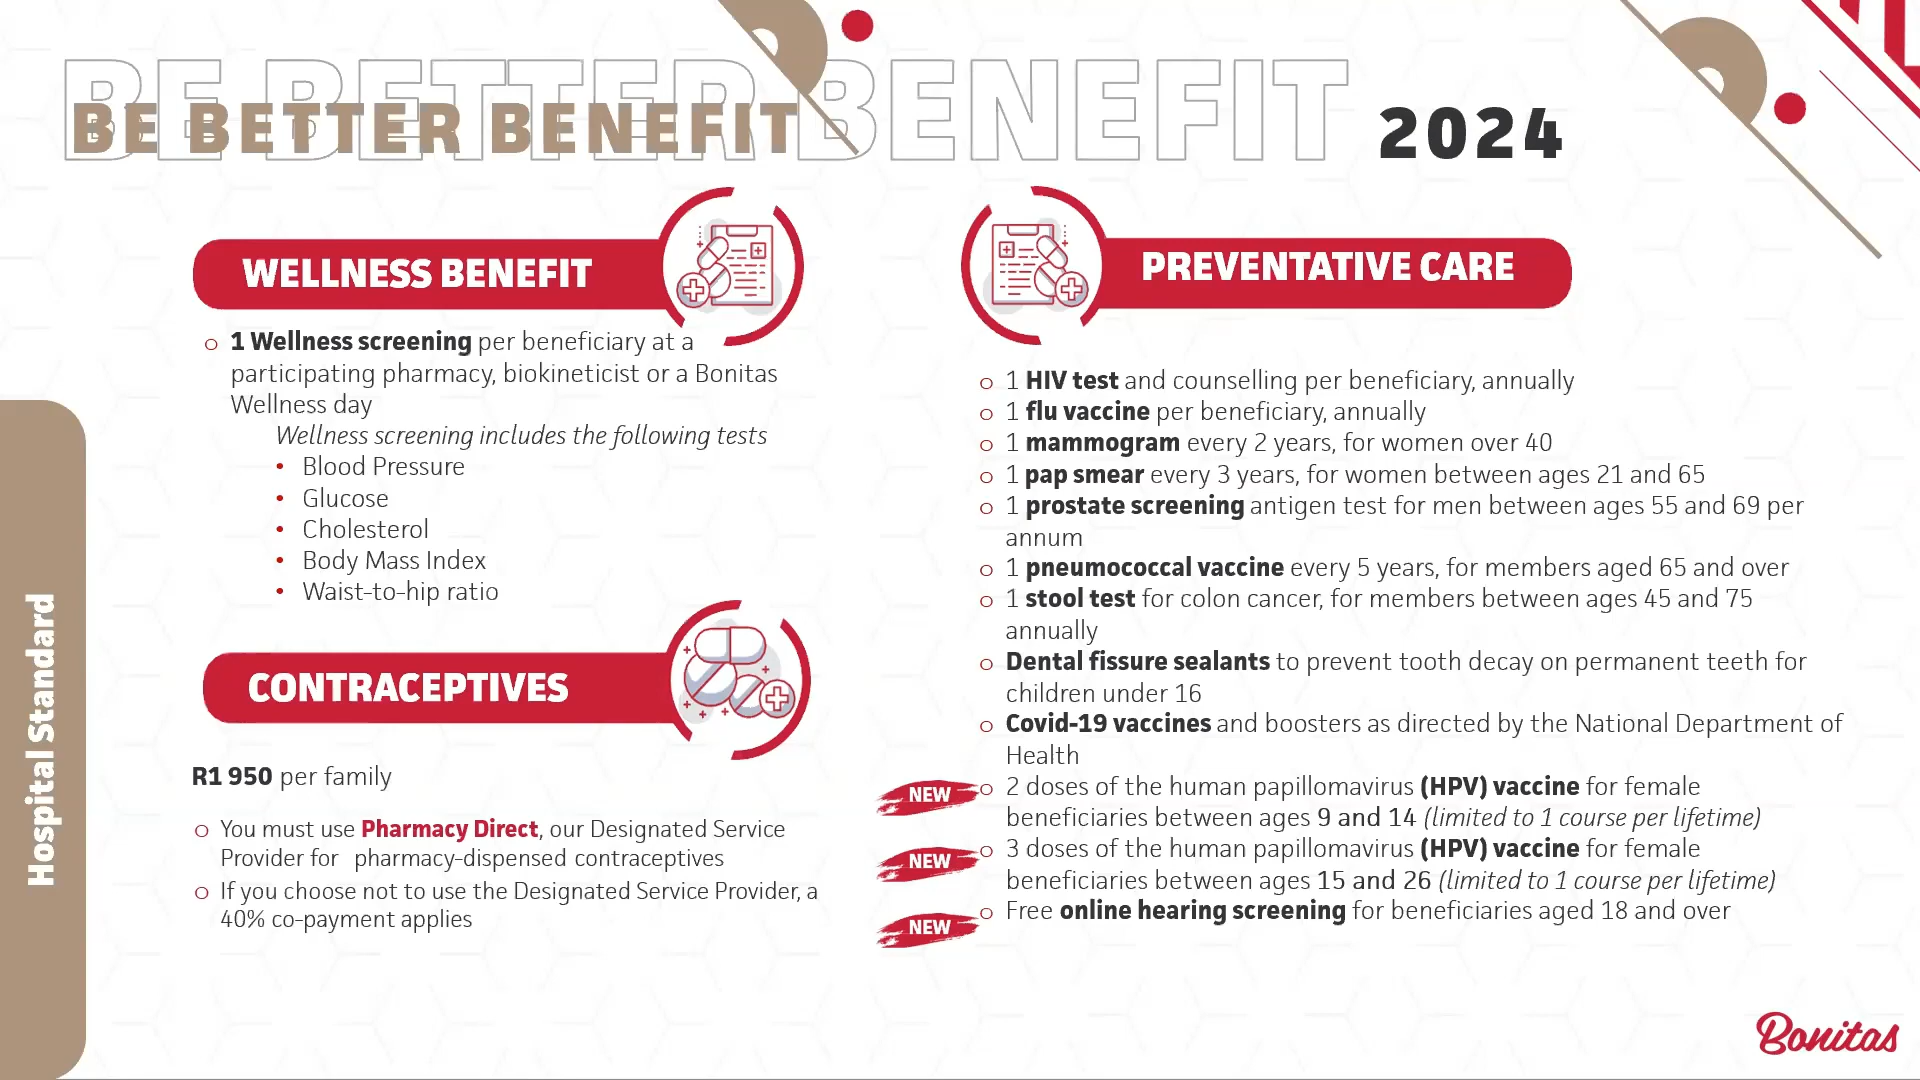 BE BETTER BENEFIT
BE BETTER BENEFIT 2024
WELLNESS BENEFIT
o 1 Wellness screening per beneficiary at a
participating pharmacy, biokineticist or a Bonitas
Wellness day
Wellness screening includes the following tests
• Blood Pressure
• Glucose
• Cholesterol
• Body Mass Index
• Waist-to-hip ratio
CONTRACEPTIVES
R1 950 per family
o You must use Pharmacy Direct, our Designated Service
Provider for pharmacy-dispensed contraceptives
o If you choose not to use the Designated Service Provider, a
40% co-payment applies
PREVENTATIVE CARE
o 1 HIV test and counselling per beneficiary, annually
o 1 flu vaccine per beneficiary, annually
o 1 mammogram every 2 years, for women over 40
o 1 pap smear every 3 years, for women between ages 21 and 65
o 1 prostate screening antigen test for men between ages 55 and 69 per
annum
o 1 pneumococcal vaccine every 5 years, for members aged 65 and over
o 1 stool test for colon cancer, for members between ages 45 and 75
annually
o Dental fissure sealants to prevent tooth decay on permanent teeth for
children under 16
o Covid-19 vaccines and boosters as directed by the National Department of
Health
NEW o 2 doses of the human papillomavirus (HPV) vaccine for female
beneficiaries between ages 9 and 14 (limited to 1 course per lifetime)
NEW o 3 doses of the human papillomavirus (HPV) vaccine for female
beneficiaries between ages 15 and 26 (limited to 1 course per lifetime)
NEW o Free online hearing screening for beneficiaries aged 18 and over
Hospital Standard
Bonitas